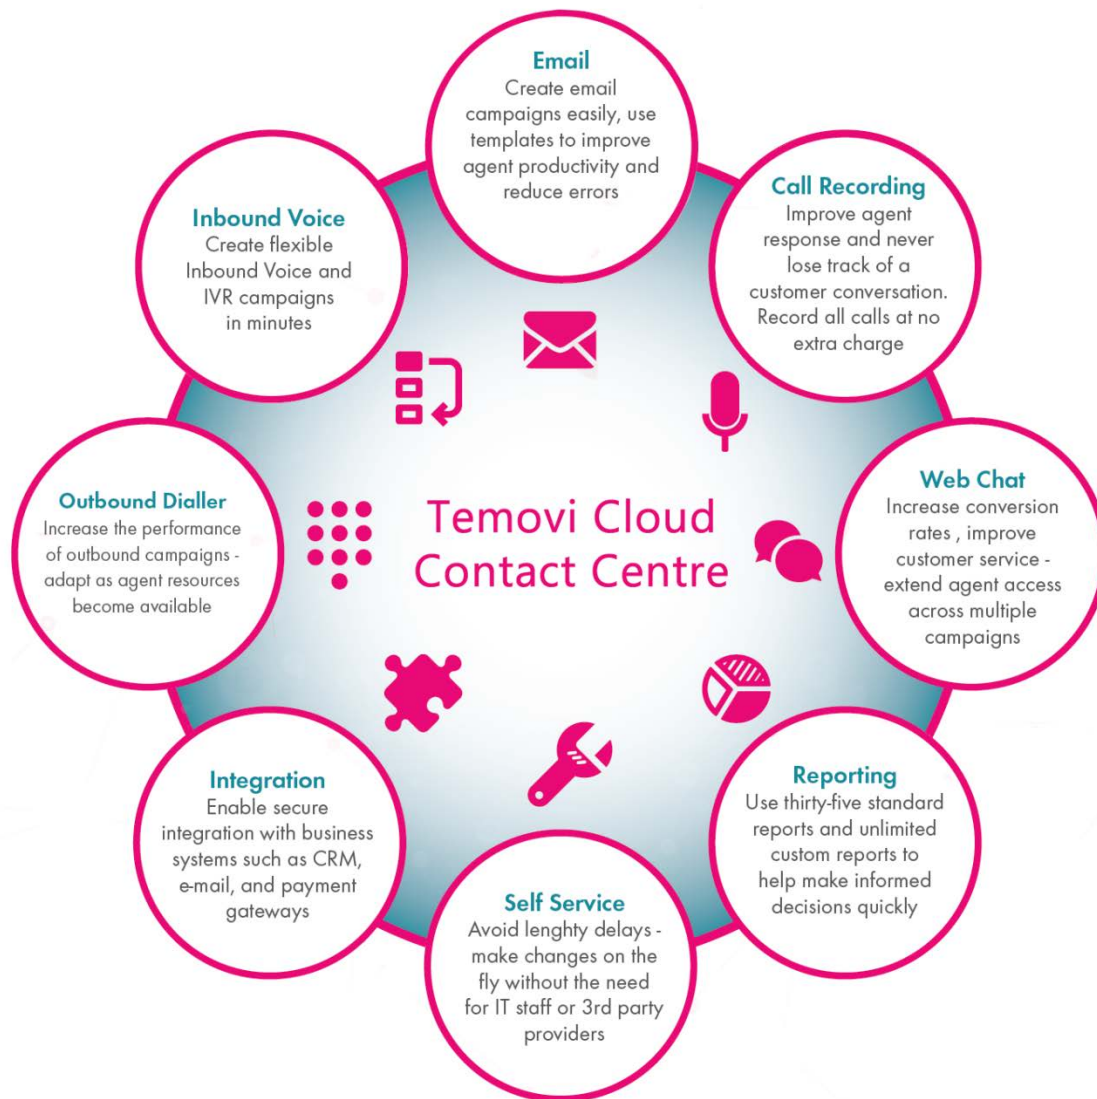 Email
Create email
campaigns easily, use
templates to improve
agent productivity and
reduce errors
Call Recording
Improve agent
response and never
lose track of a
customer conversation.
Record all calls at no
extra charge
Inbound Voice
Create flexible
Inbound Voice and
IVR campaigns
in minutes
Outbound Dialler
Increase the performance
of outbound campaigns -
adapt as agent resources
become available
Temovi Cloud
Contact Centre
Web Chat
Increase conversion
rates , improve
customer service -
extend agent access
across multiple
campaigns
Integration
Enable secure
integration with business
systems such as CRM,
e-mail, and payment
gateways
Self Service
Avoid lenghty delays -
make changes on the
fly without the need
for IT staff or 3rd party
providers
Reporting
Use thirty-five standard
reports and unlimited
custom reports to
help make informed
decisions quickly